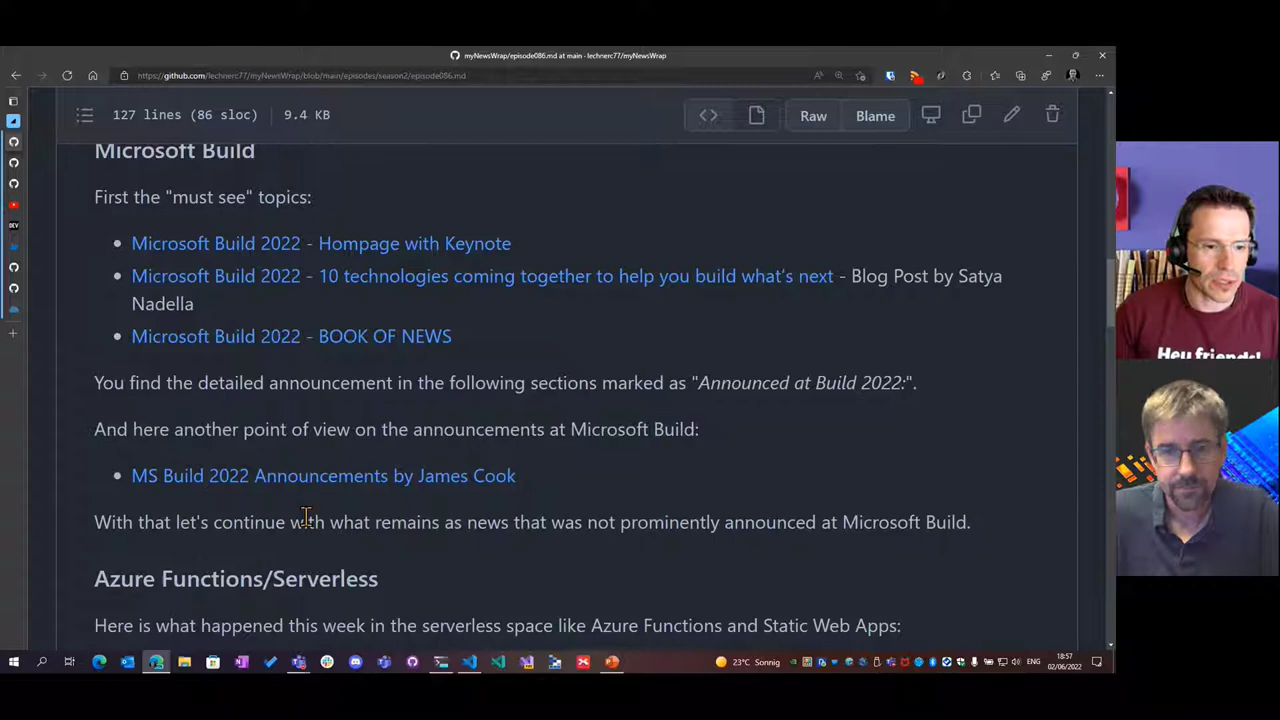 myNewsWrap/episode086.md at main · lechnerc77/myNewsWrap
https://github.com/lechnerc77/myNewsWrap/blob/main/episodes/season2/episode086.md
127 lines (86 sloc) 9.4 KB
Raw
Blame
Microsoft Build
First the "must see" topics:
Microsoft Build 2022 - Hompage with Keynote
Microsoft Build 2022 - 10 technologies coming together to help you build what's next - Blog Post by Satya
Nadella
Microsoft Build 2022 - BOOK OF NEWS
You find the detailed announcement in the following sections marked as "Announced at Build 2022:".
And here another point of view on the announcements at Microsoft Build:
MS Build 2022 Announcements by James Cook
With that let's continue with what remains as news that was not prominently announced at Microsoft Build.
Azure Functions/Serverless
Here is what happened this week in the serverless space like Azure Functions and Static Web Apps:
Hey friends!
DEV
23°C Sonnig
ENG
18:57
02/06/2022